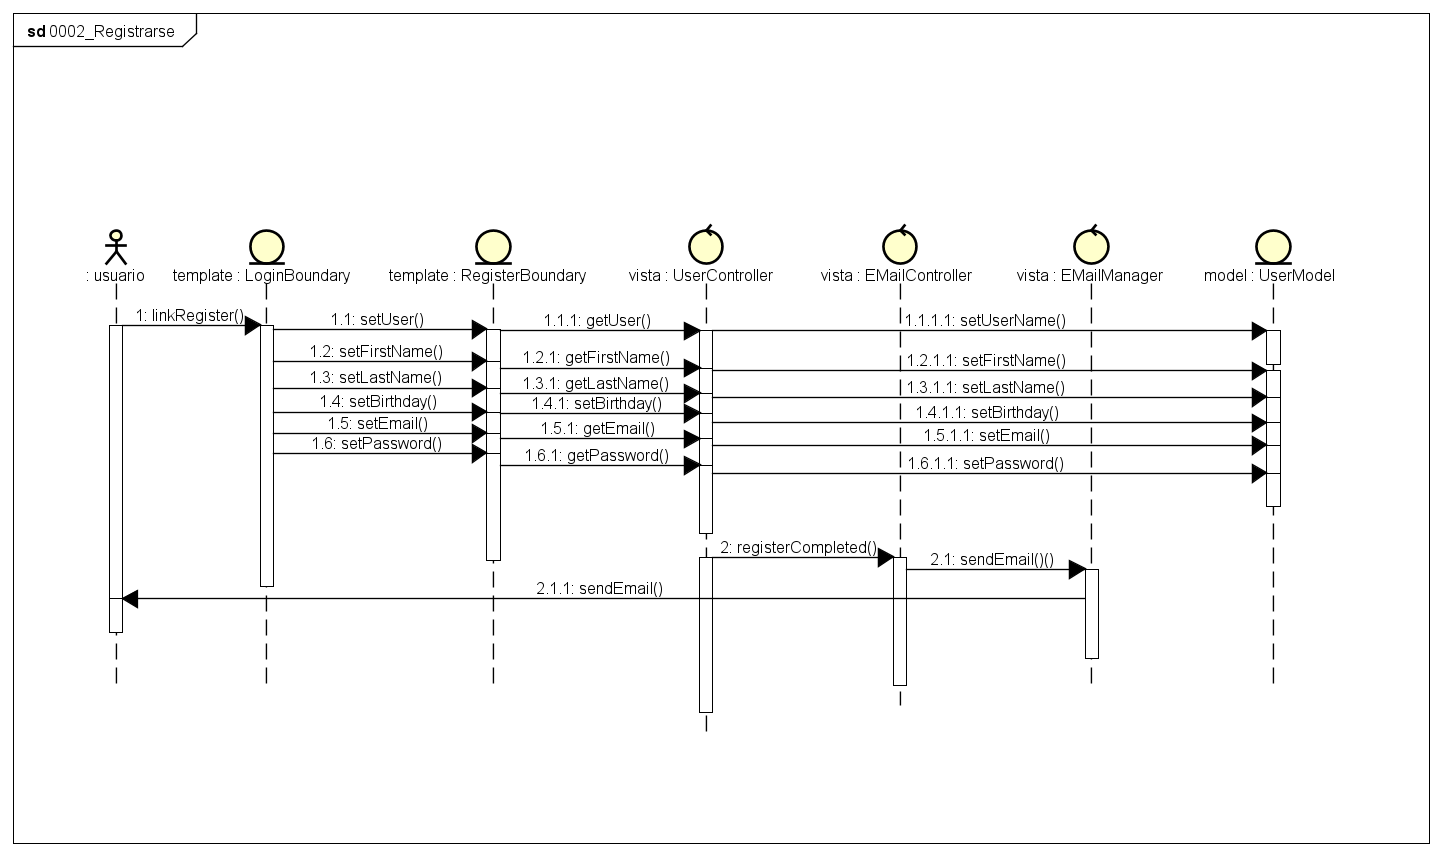 sd 0002_Registrarse
: usuario
template : LoginBoundary
template : RegisterBoundary
vista : UserController
vista : EMailController
vista : EMailManager
model : UserModel
1: linkRegister()
1.1: setUser()
1.1.1: getUser()
1.1.1.1: setUserName()
1.2: setFirstName()
1.2.1: getFirstName()
1.2.1.1: setFirstName()
1.3: setLastName()
1.3.1: getLastName()
1.3.1.1: setLastName()
1.4: setBirthday()
1.4.1: setBirthday()
1.4.1.1: setBirthday()
1.5: setEmail()
1.5.1: getEmail()
1.5.1.1: setEmail()
1.6: setPassword()
1.6.1: getPassword()
1.6.1.1: setPassword()
2: registerCompleted()
2.1: sendEmail()()
2.1.1: sendEmail()